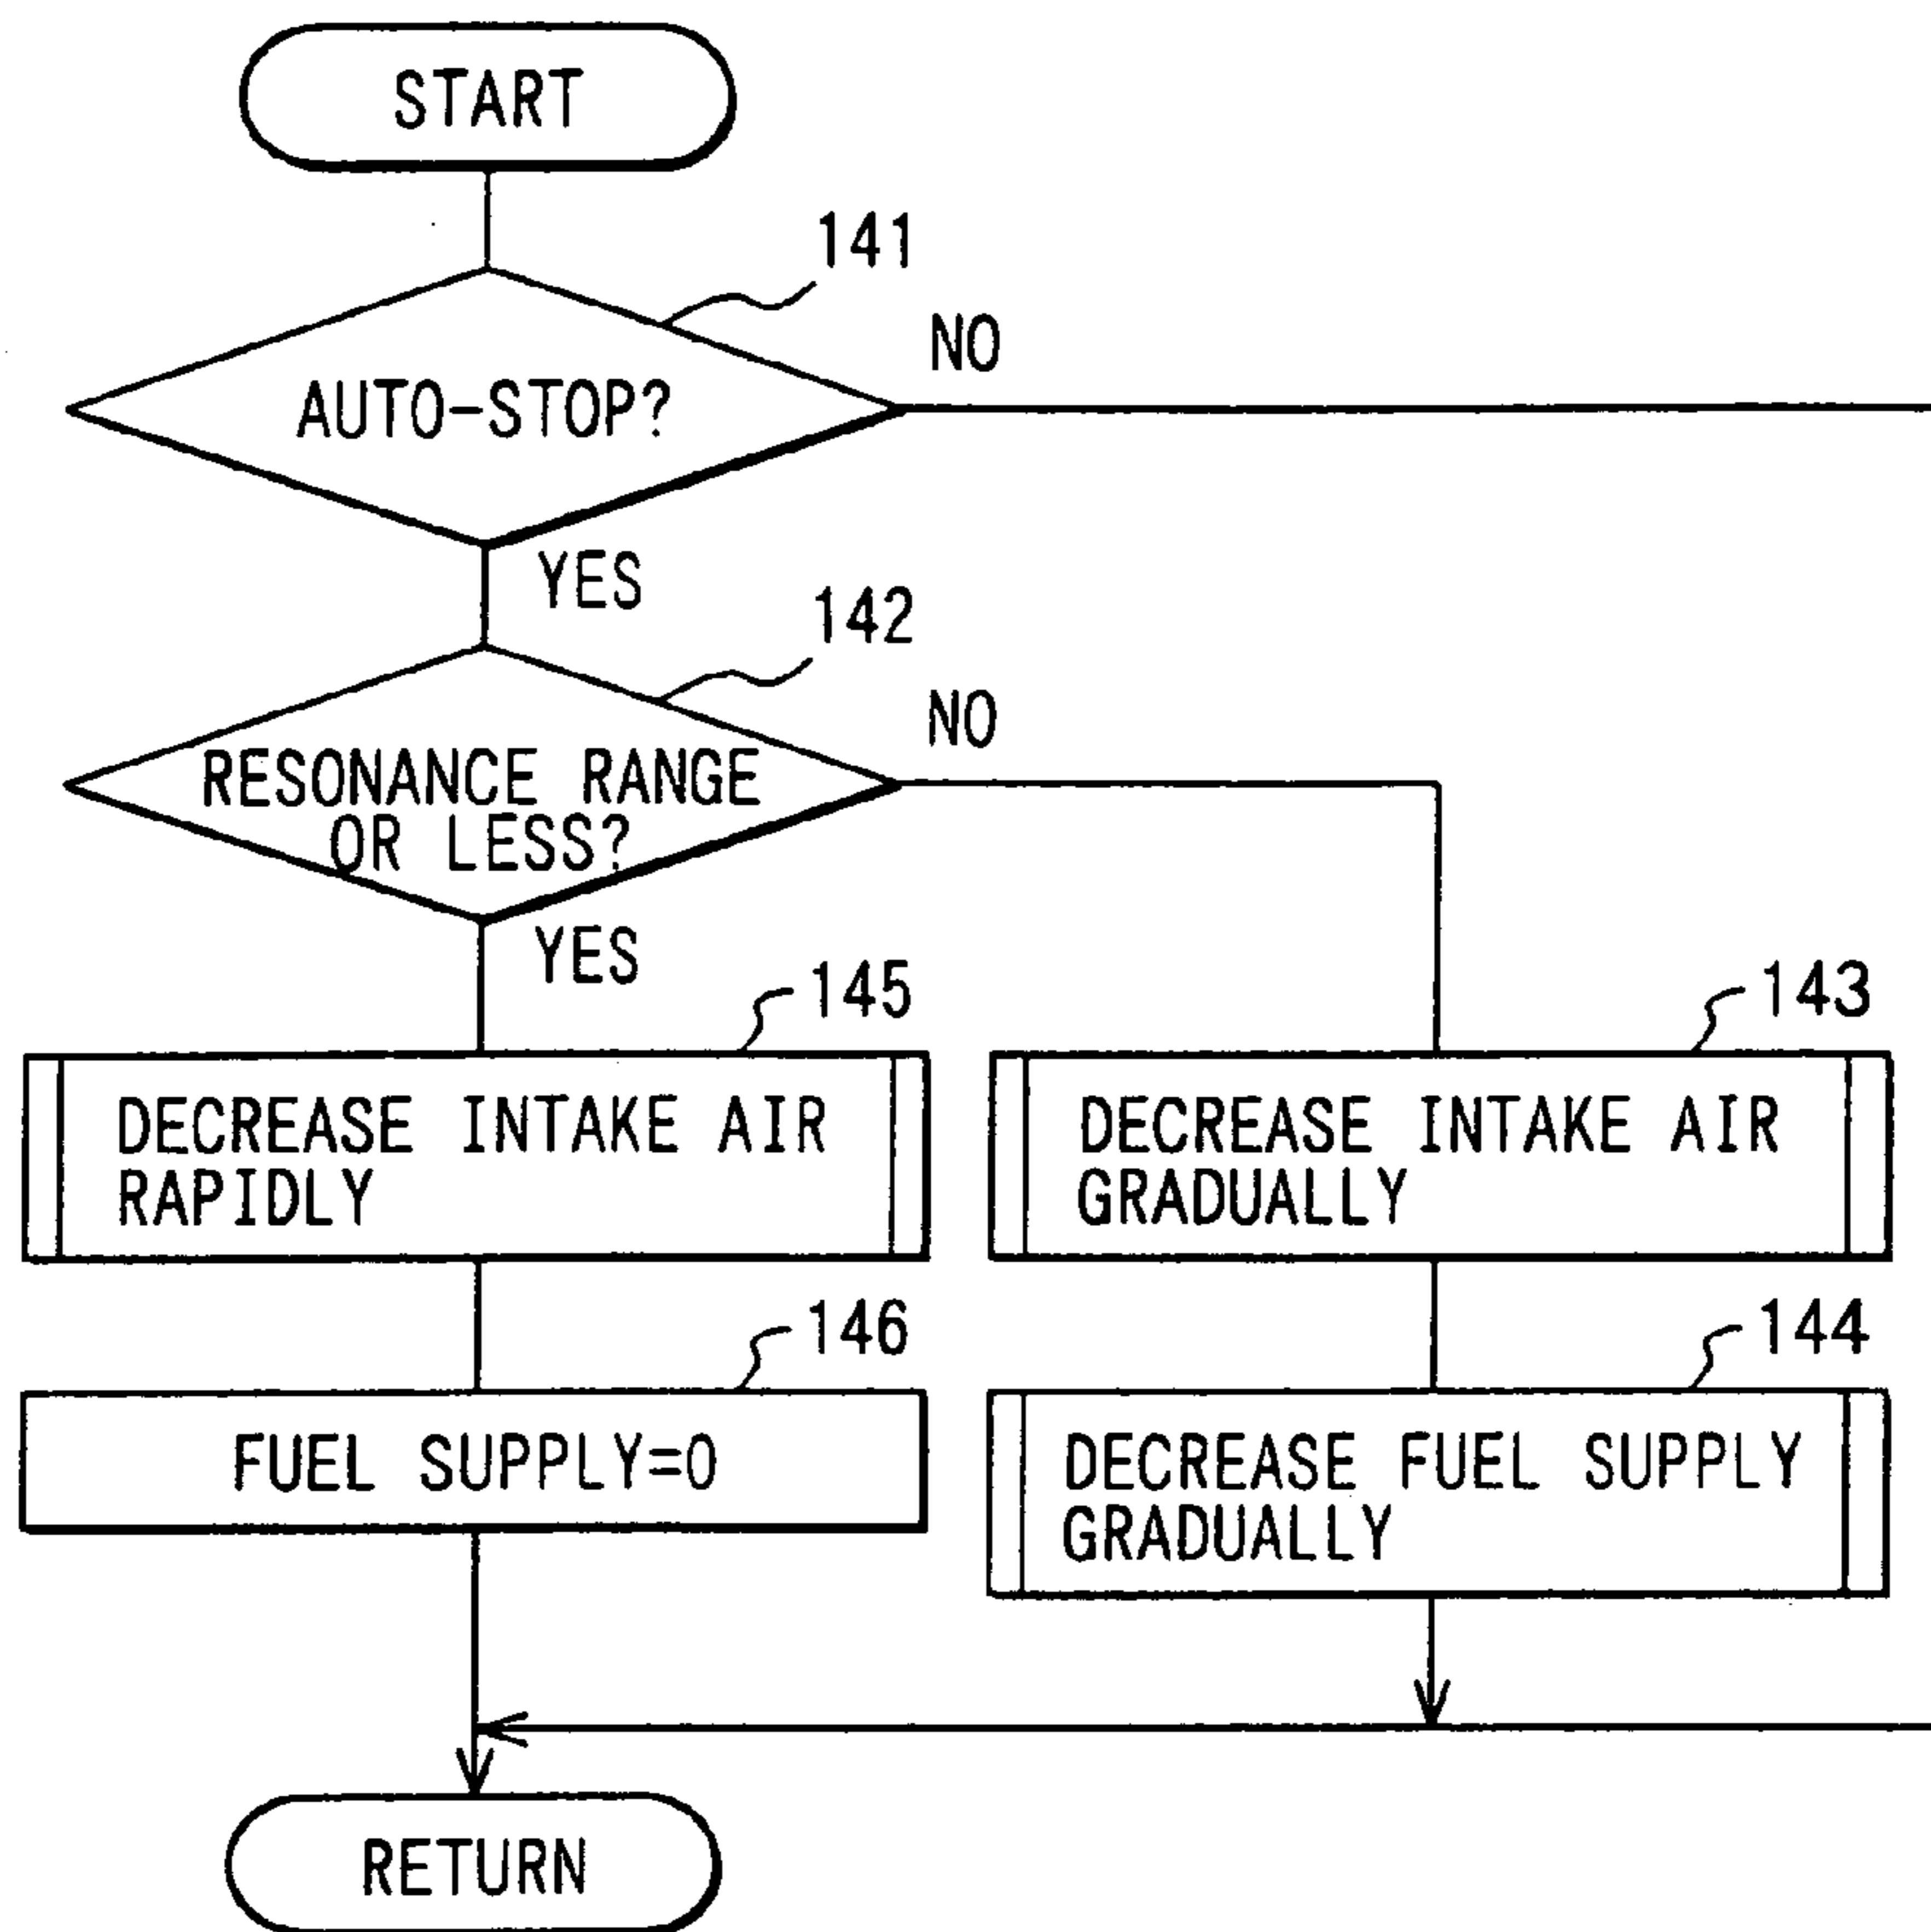 START
141
NO
AUTO-STOP?
YES
142
NO
RESONANCE RANGE
OR LESS?
YES
145
143
DECREASE INTAKE AIR
RAPIDLY
DECREASE INTAKE AIR
GRADUALLY
146
144
FUEL SUPPLY=0
DECREASE FUEL SUPPLY
GRADUALLY
RETURN